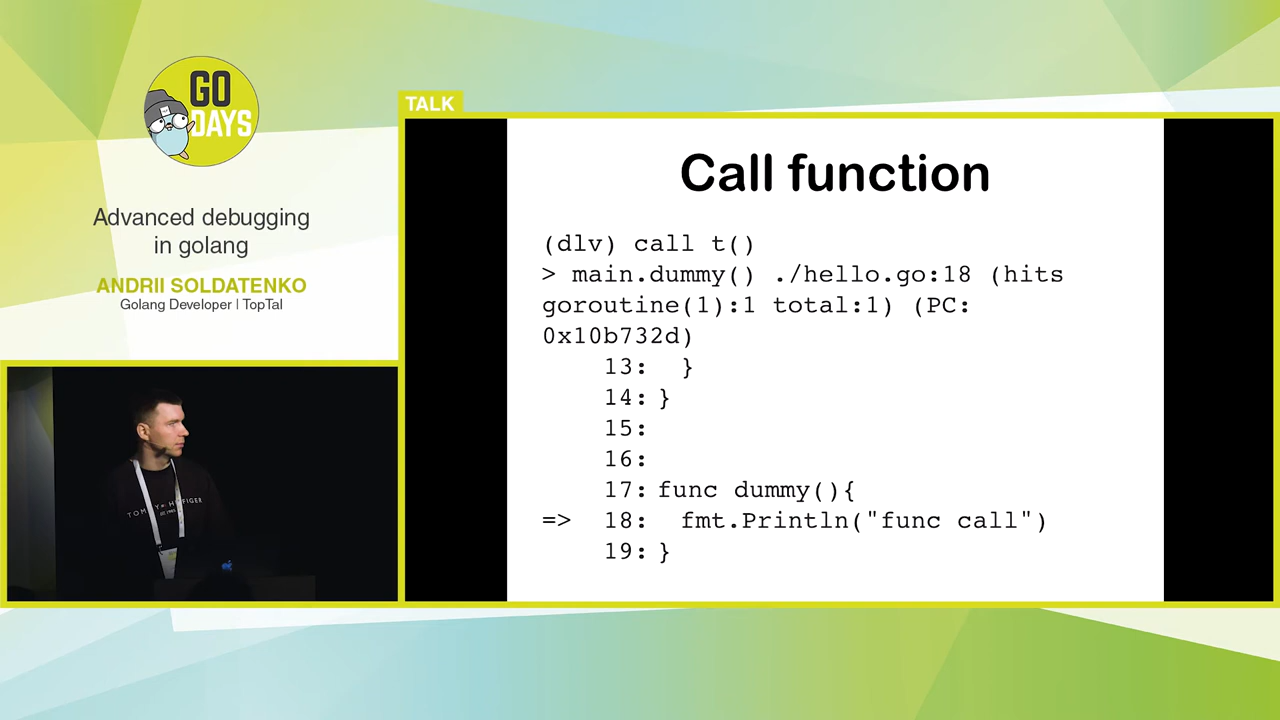 GO
DAYS
TALK
Advanced debugging
in golang
ANDRII SOLDATENKO
Golang Developer | TopTal
Call function
(dlv) call t()
> main.dummy() ./hello.go:18 (hits
goroutine(1):1 total:1) (PC:
0x10b732d)
13: }
14: }
15:
16:
17: func dummy(){
=> 18: fmt.Println("func call")
19: }